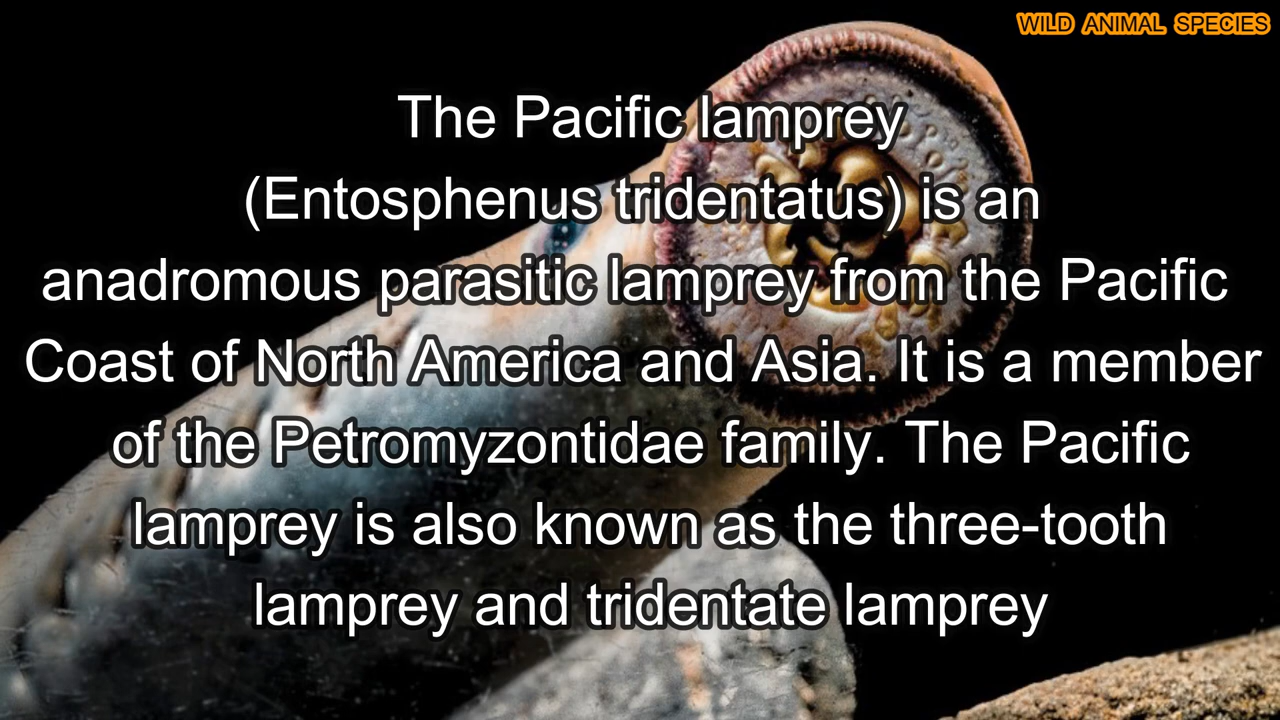 WILD ANIMAL SPECIES
The Pacific lamprey
(Entosphenus tridentatus) is an
anadromous parasitic lamprey from the Pacific
Coast of North America and Asia. It is a member
of the Petromyzontidae family. The Pacific
lamprey is also known as the three-tooth
lamprey and tridentate lamprey